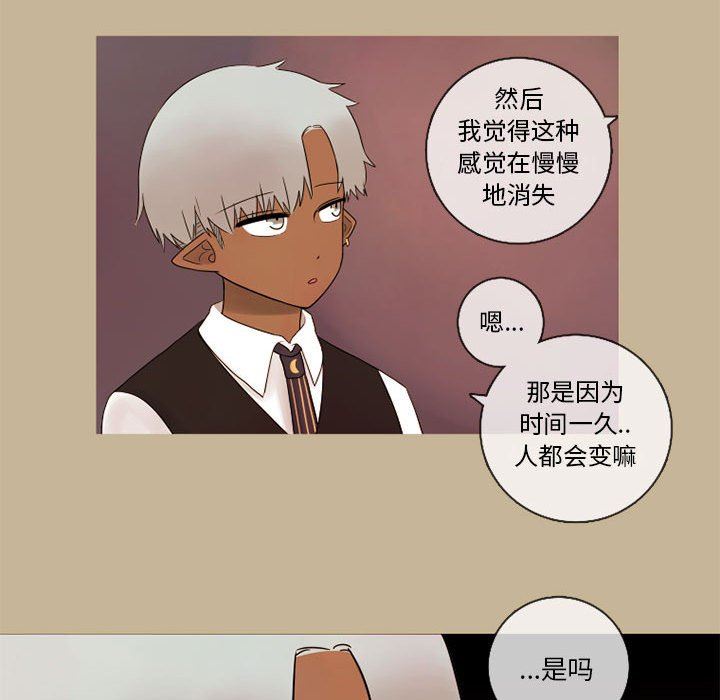 然后
我觉得这种
感觉在慢慢
地消失
嗯...
那是因为
时间一久..
人都会变嘛
...是吗